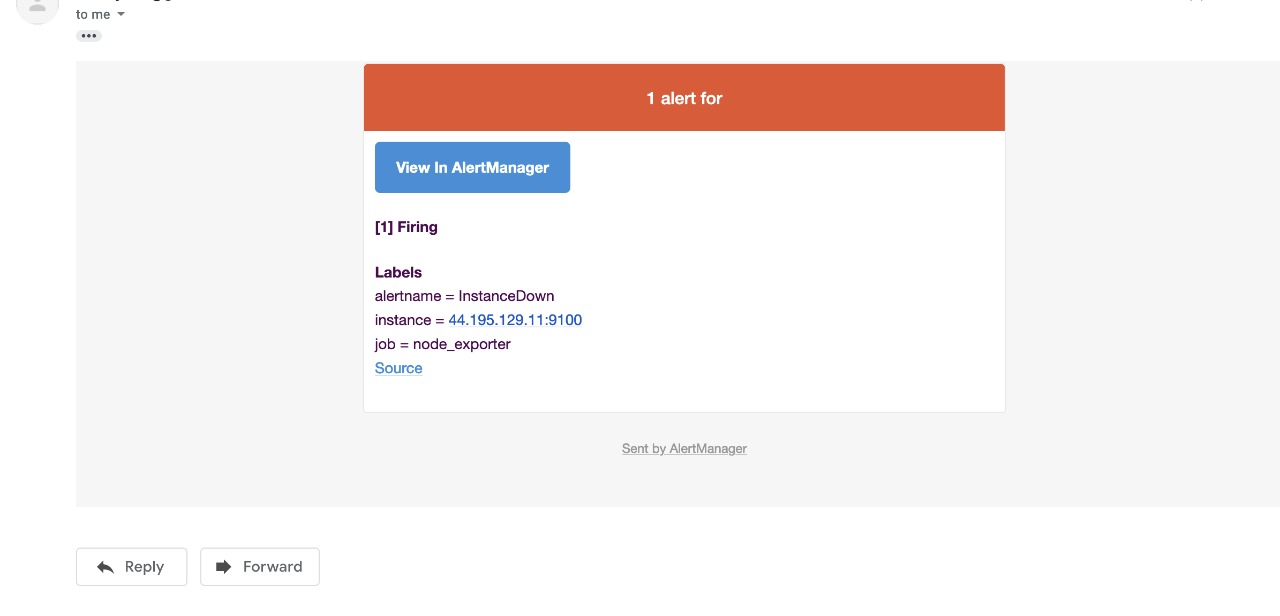 to me
•••
1 alert for
View In AlertManager
[1] Firing
Labels
alertname = InstanceDown
instance = 44.195.129.11:9100
job = node_exporter
Source
Sent by AlertManager
Reply
Forward